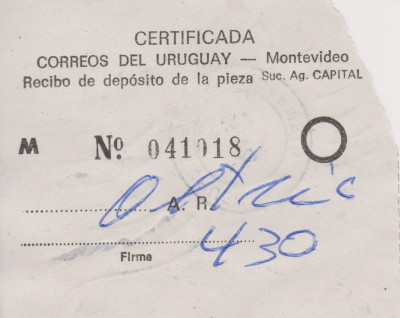 CERTIFICADA
CORREOS DEL URUGUAY — Montevideo
Recibo de depósito de la pieza Suc. Ag. CAPITAL
M Nº 041018
A. R.
430
Firma